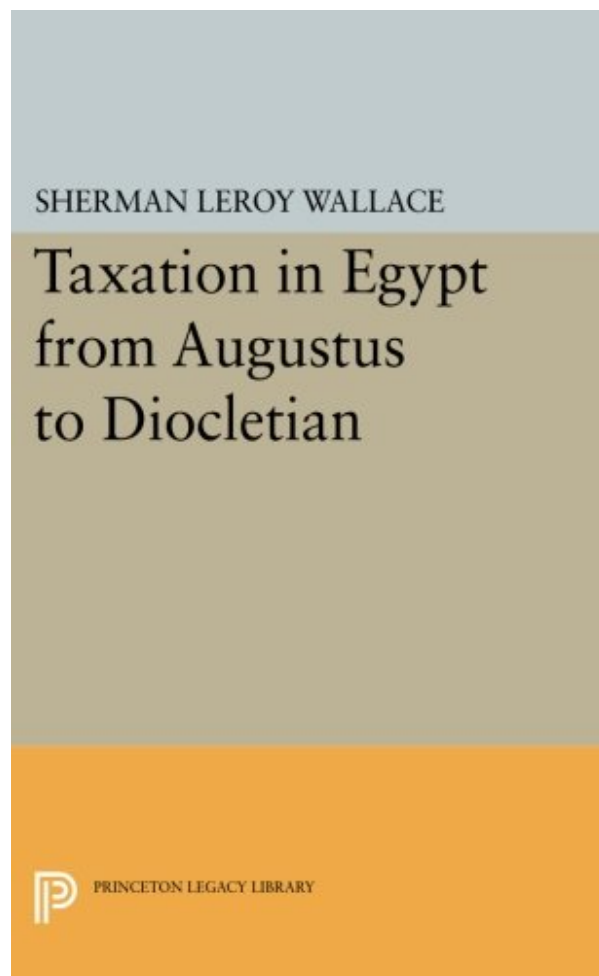 SHERMAN LEROY WALLACE
Taxation in Egypt
from Augustus
to Diocletian
PRINCETON LEGACY LIBRARY